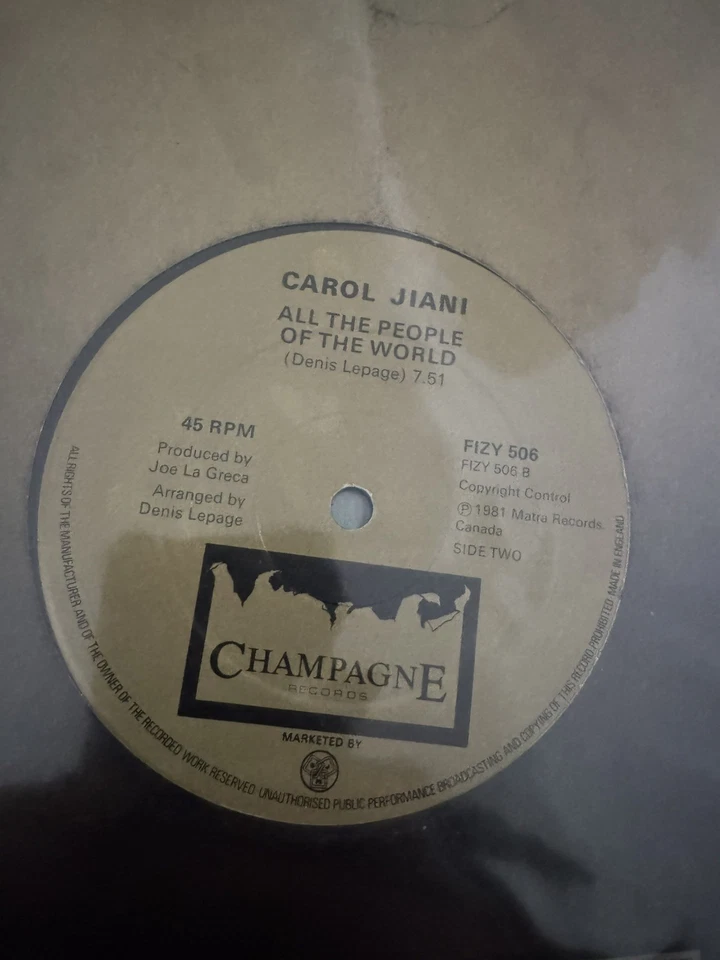 CAROL JIANI
ALL THE PEOPLE
OF THE WORLD
(Denis Lepage) 7.51
45 RPM
Produced by
Joe La Greca
Arranged by
Denis Lepage
FIZY 506
FIZY 506 B
Copyright Control
Ⓟ 1981 Matra Records.
Canada
SIDE TWO
CHAMPAGNE
RECORDS
MARKETED BY
ALL RIGHTS OF THE MANUFACTURER AND OF THE OWNER OF THE RECORDED WORK RESERVED. UNAUTHORISED PUBLIC PERFORMANCE BROADCASTING AND COPYING OF THIS RECORD PROHIBITED MADE IN ENGLAND